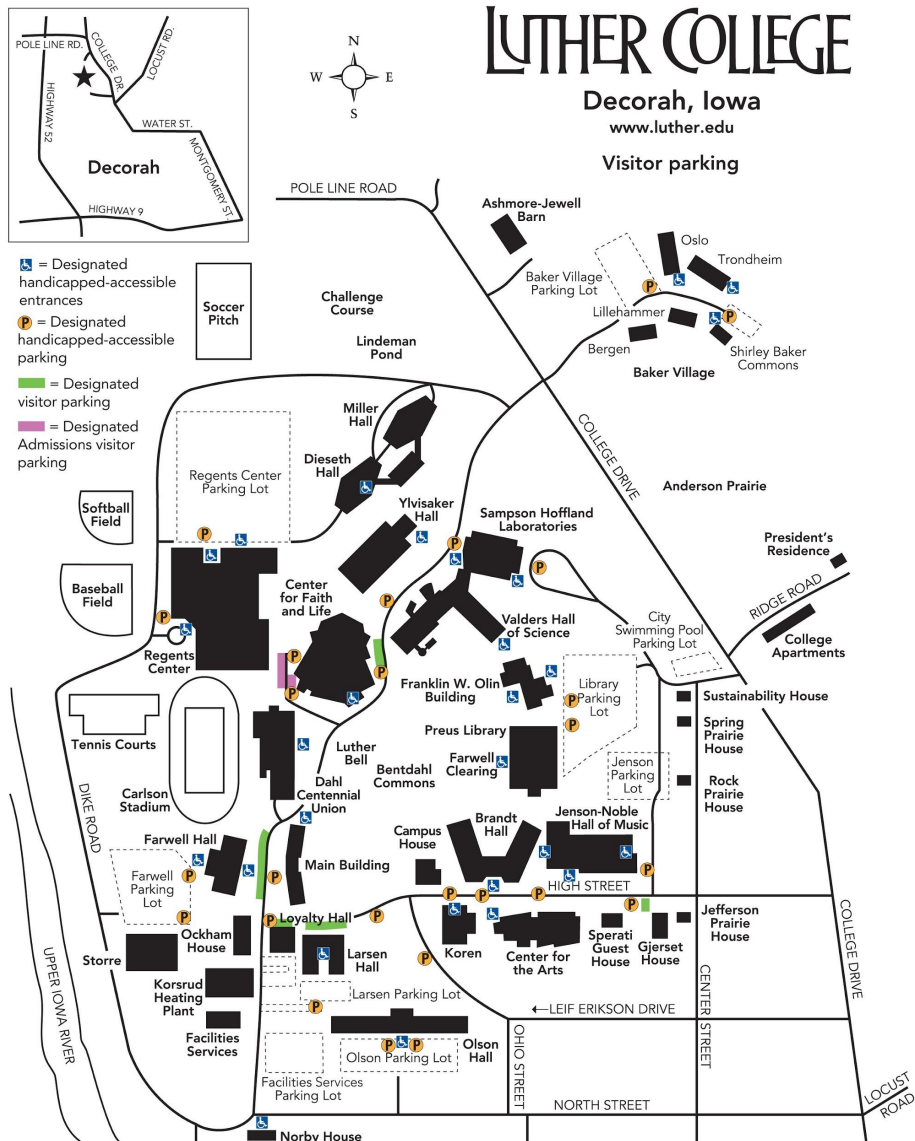 LUTHER COLLEGE
Decorah, Iowa
www.luther.edu
Visitor parking
N
W
E
S
POLE LINE RD.
COLLEGE DR.
LOCUST RD.
HIGHWAY 52
WATER ST.
MONTGOMERY ST.
Decorah
HIGHWAY 9
= Designated
handicapped-accessible
entrances
P = Designated
handicapped-accessible
parking
= Designated
visitor parking
= Designated
Admissions visitor
parking
POLE LINE ROAD
Ashmore-Jewell
Barn
Oslo
Trondheim
Baker Village
Parking Lot
P
Lillehammer
P
Bergen
Shirley Baker
Commons
Baker Village
Soccer
Pitch
Challenge
Course
Lindeman
Pond
COLLEGE DRIVE
Miller
Hall
Dieseth
Hall
Regents Center
Parking Lot
Ylvisaker
Hall
Sampson Hoffland
Laboratories
Anderson Prairie
Softball
Field
P
P
P
President's
Residence
Baseball
Field
Center
for Faith
and Life
P
P
RIDGE ROAD
Valders Hall
of Science
City
Swimming Pool
Parking Lot
College
Apartments
Regents
Center
P
P
P
Franklin W. Olin
Building
Library
Parking
Lot
P
P
Sustainability House
Spring
Prairie
House
Tennis Courts
Preus Library
Luther
Bell
Farwell
Clearing
Bentdahl
Commons
Jenson
Parking
Lot
Rock
Prairie
House
Carlson
Stadium
Dahl
Centennial
Union
DIKE ROAD
Brandt
Hall
Jenson-Noble
Hall of Music
Campus
House
Farwell Hall
Main Building
Farwell
Parking
Lot
P
P
P
P
P
P
P
HIGH STREET
COLLEGE DRIVE
Loyalty Hall
P
P
P
Jefferson
Prairie
House
Ockham
House
Storre
Larsen
Hall
Koren
Center for
the Arts
Sperati
Guest
House
Gjerset
House
P
Korsrud
Heating
Plant
Larsen Parking Lot
P
←LEIF ERIKSON DRIVE
CENTER STREET
UPPER IOWA RIVER
Facilities
Services
P
P
Olson Parking Lot
Olson
Hall
OHIO STREET
Facilities Services
Parking Lot
NORTH STREET
LOCUST
ROAD
Norby House